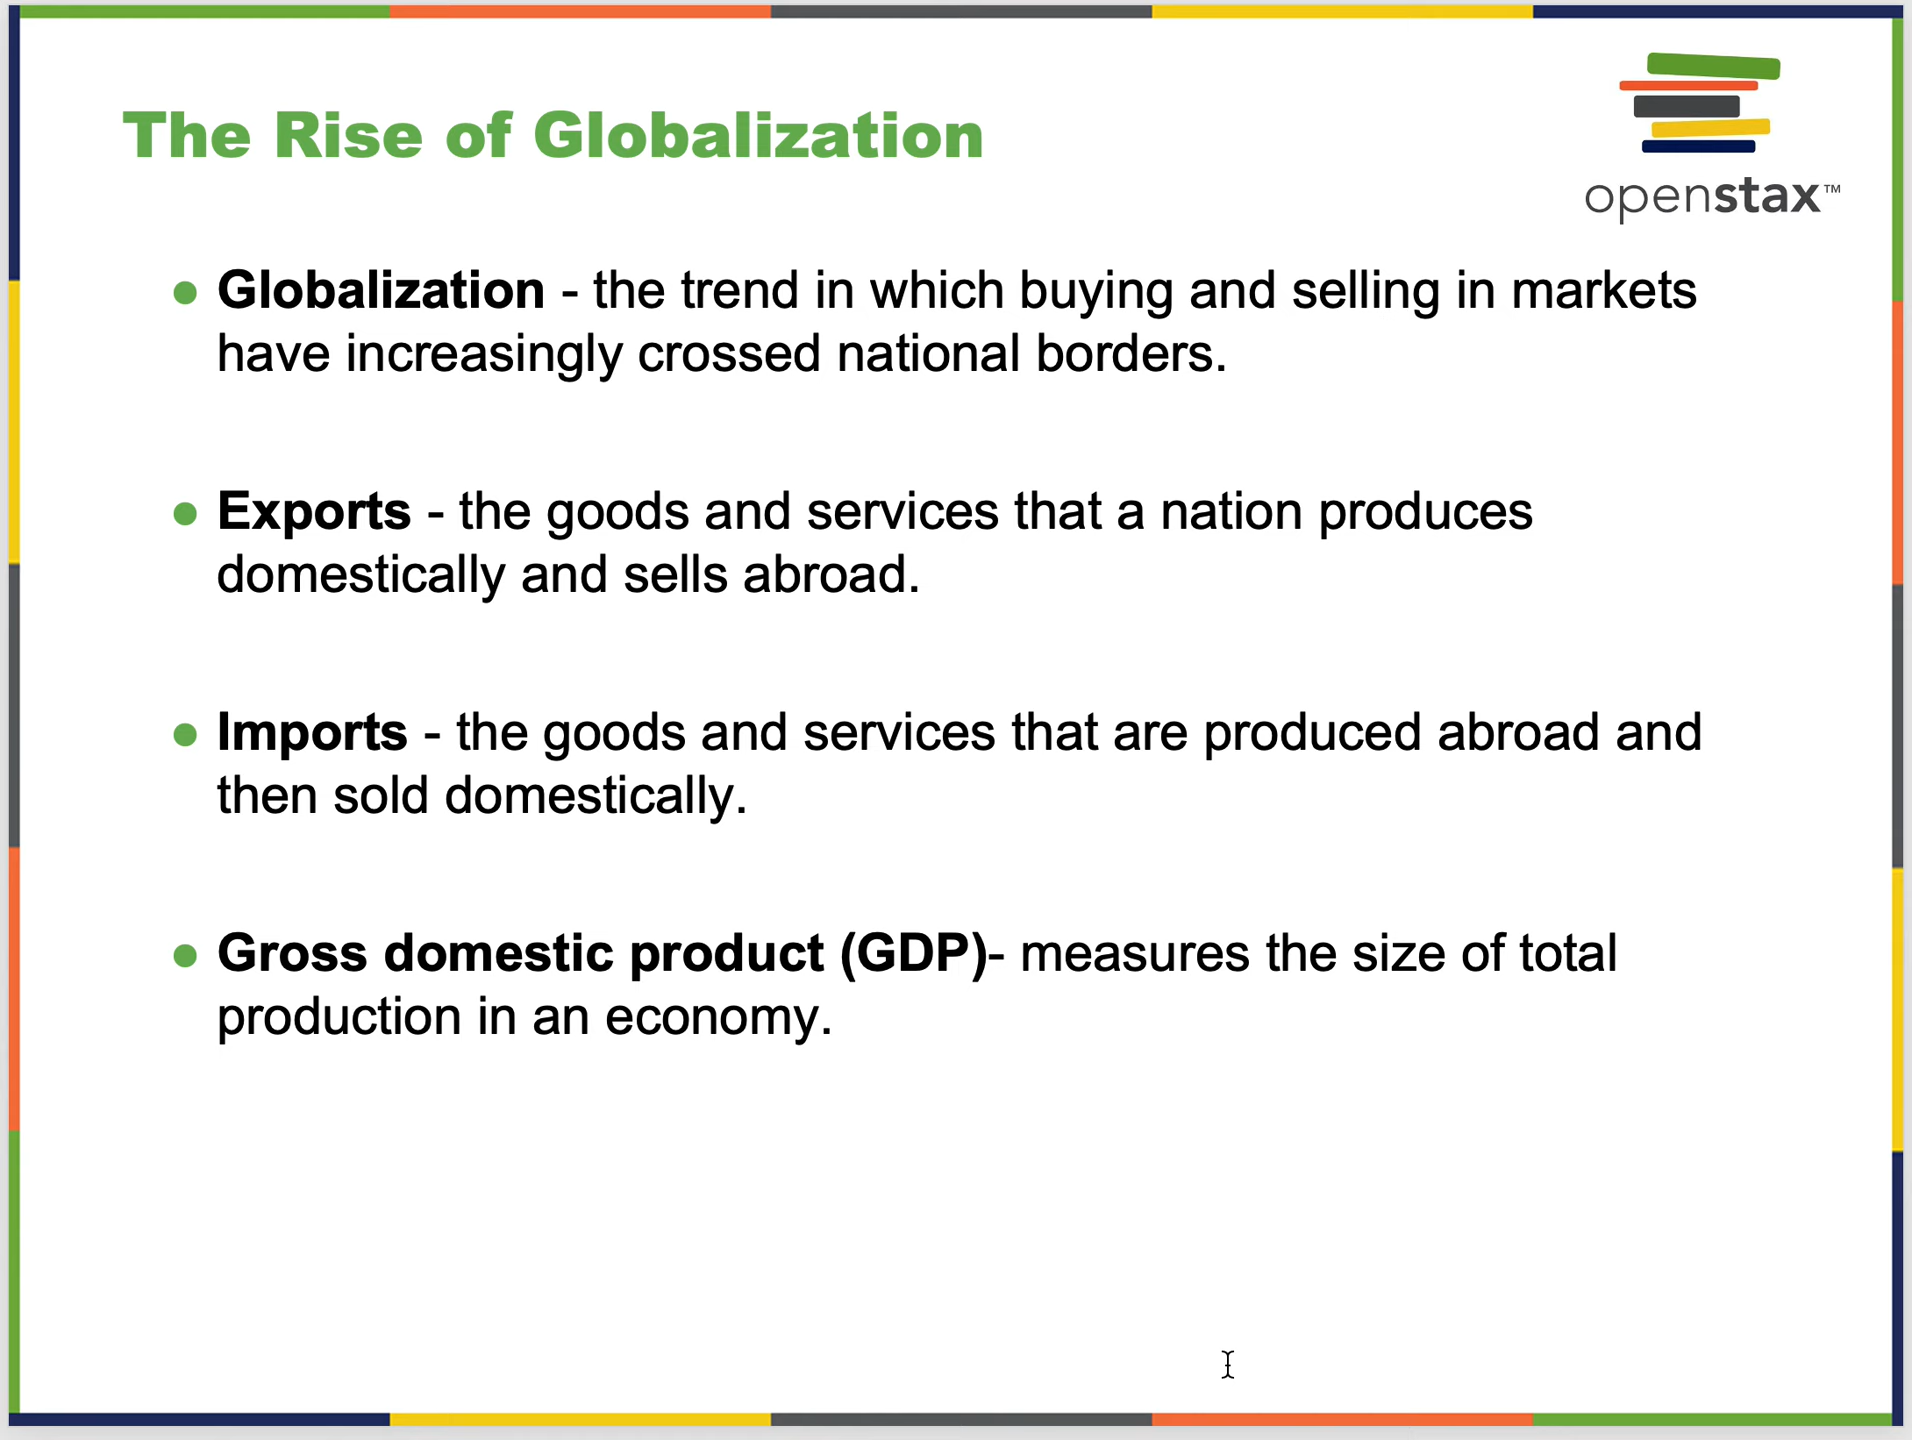 The Rise of Globalization
openstax™
● Globalization - the trend in which buying and selling in markets
have increasingly crossed national borders.
● Exports - the goods and services that a nation produces
domestically and sells abroad.
● Imports - the goods and services that are produced abroad and
then sold domestically.
● Gross domestic product (GDP)- measures the size of total
production in an economy.